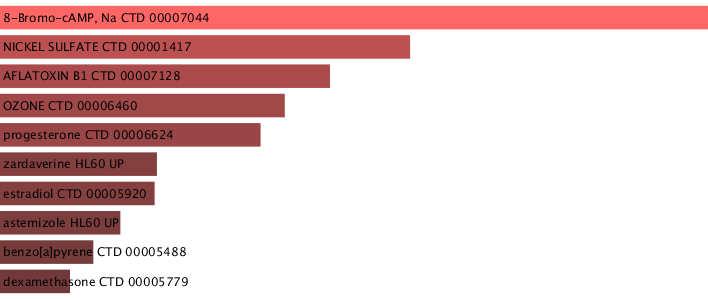 8-Bromo-cAMP, Na CTD 00007044
NICKEL SULFATE CTD 00001417
AFLATOXIN B1 CTD 00007128
OZONE CTD 00006460
progesterone CTD 00006624
zardaverine HL60 UP
estradiol CTD 00005920
astemizole HL60 UP
benzo[a]pyrene CTD 00005488
dexamethasone CTD 00005779